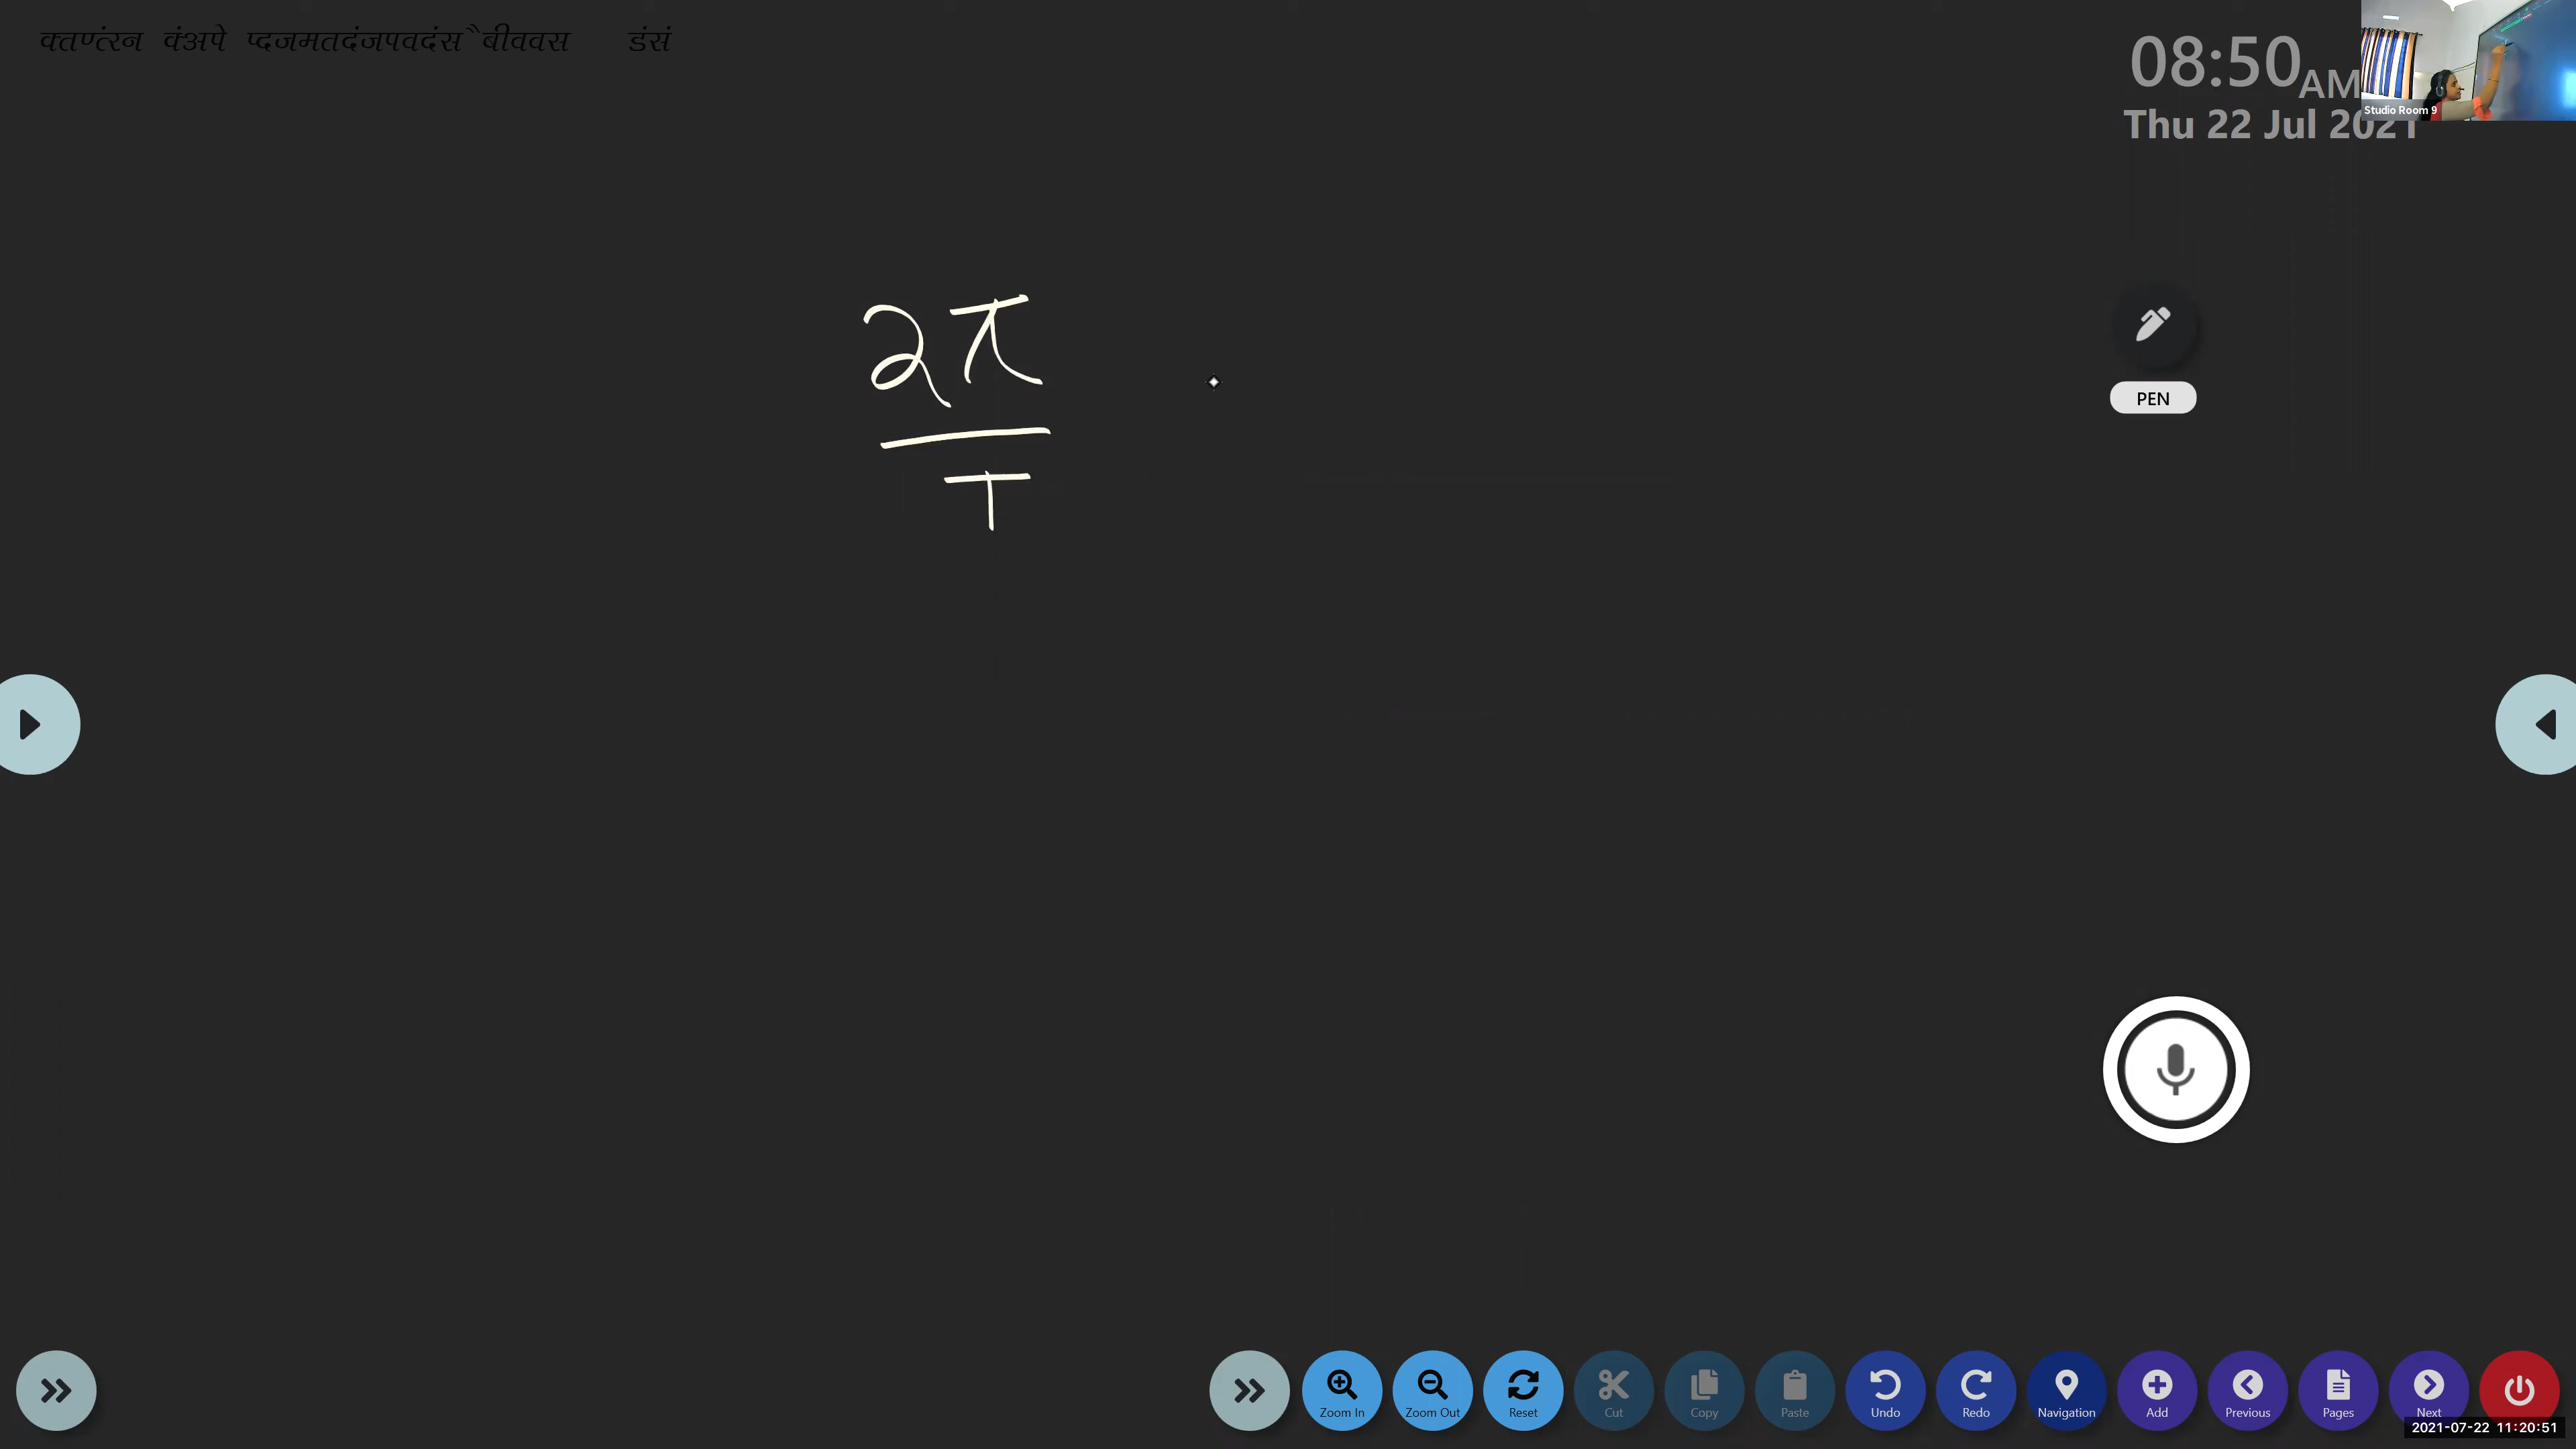 क्तण्त्रंन वंअपे प्दजमतदंजपवदंस ैबीववस डंसं
08:50AM
Studio Room 9
Thu 22 Jul 2021
2π
T
PEN
Zoom In Zoom Out Reset Cut Copy Paste Undo Redo Navigation Add Previous Pages Next
2021-07-22 11:20:51